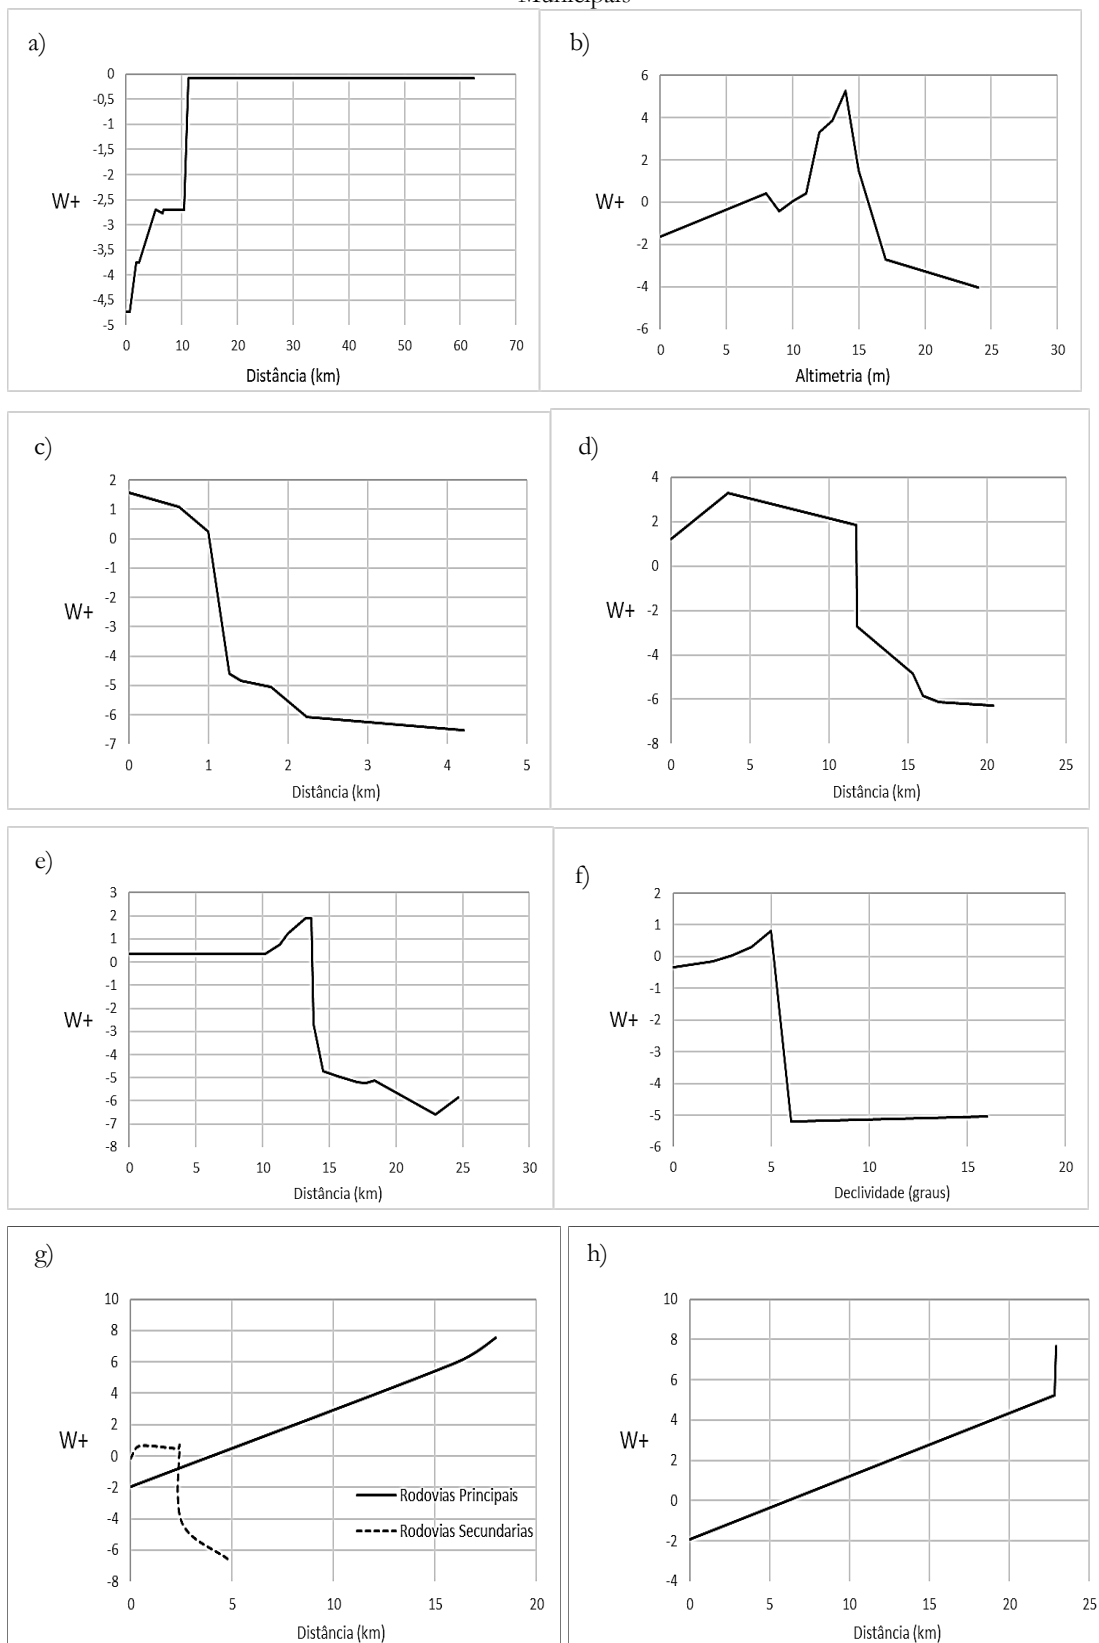 Municipais
a)
0
-0,5
-1
-1,5
-2
-2,5
-3
-3,5
-4
-4,5
-5
W+
0 10 20 30 40 50 60 70
Distância (km)
b)
6
4
2
0
-2
-4
-6
W+
0 5 10 15 20 25 30
Altimetria (m)
c)
2
1
0
-1
-2
-3
-4
-5
-6
-7
W+
0 1 2 3 4 5
Distância (km)
d)
4
2
0
-2
-4
-6
-8
W+
0 5 10 15 20 25
Distância (km)
e)
3
2
1
0
-1
-2
-3
-4
-5
-6
-7
-8
W+
0 5 10 15 20 25 30
Distância (km)
f)
2
1
0
-1
-2
-3
-4
-5
-6
W+
0 5 10 15 20
Declividade (graus)
g)
10
8
6
4
2
0
-2
-4
-6
-8
W+
Rodovias Principais
Rodovias Secundarias
0 5 10 15 20
Distância (km)
h)
10
8
6
4
2
0
-2
-4
W+
0 5 10 15 20 25
Distância (km)